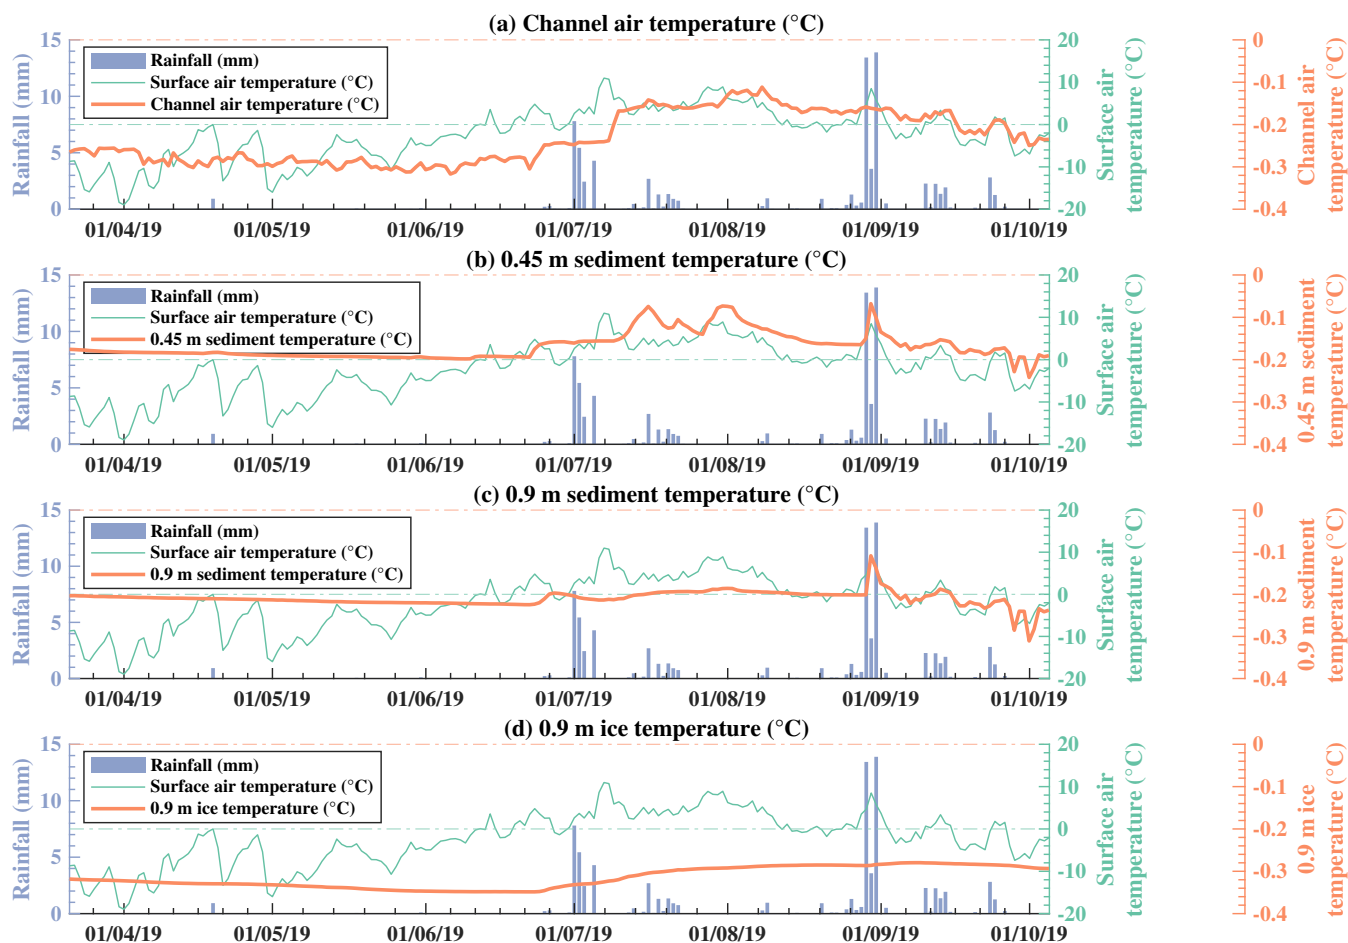 (a) Channel air temperature (°C)
Rainfall (mm)
15
10
5
0
Rainfall (mm)
Surface air temperature (°C)
Channel air temperature (°C)
01/04/19 01/05/19 01/06/19 01/07/19 01/08/19 01/09/19 01/10/19
20
10
0
-10
-20
Surface air
temperature (°C)
0
-0.1
-0.2
-0.3
-0.4
Channel air
temperature (°C)
(b) 0.45 m sediment temperature (°C)
Rainfall (mm)
15
10
5
0
Rainfall (mm)
Surface air temperature (°C)
0.45 m sediment temperature (°C)
01/04/19 01/05/19 01/06/19 01/07/19 01/08/19 01/09/19 01/10/19
20
10
0
-10
-20
Surface air
temperature (°C)
0
-0.1
-0.2
-0.3
-0.4
0.45 m sediment
temperature (°C)
(c) 0.9 m sediment temperature (°C)
Rainfall (mm)
15
10
5
0
Rainfall (mm)
Surface air temperature (°C)
0.9 m sediment temperature (°C)
01/04/19 01/05/19 01/06/19 01/07/19 01/08/19 01/09/19 01/10/19
20
10
0
-10
-20
Surface air
temperature (°C)
0
-0.1
-0.2
-0.3
-0.4
0.9 m sediment
temperature (°C)
(d) 0.9 m ice temperature (°C)
Rainfall (mm)
15
10
5
0
Rainfall (mm)
Surface air temperature (°C)
0.9 m ice temperature (°C)
01/04/19 01/05/19 01/06/19 01/07/19 01/08/19 01/09/19 01/10/19
20
10
0
-10
-20
Surface air
temperature (°C)
0
-0.1
-0.2
-0.3
-0.4
0.9 m ice
temperature (°C)